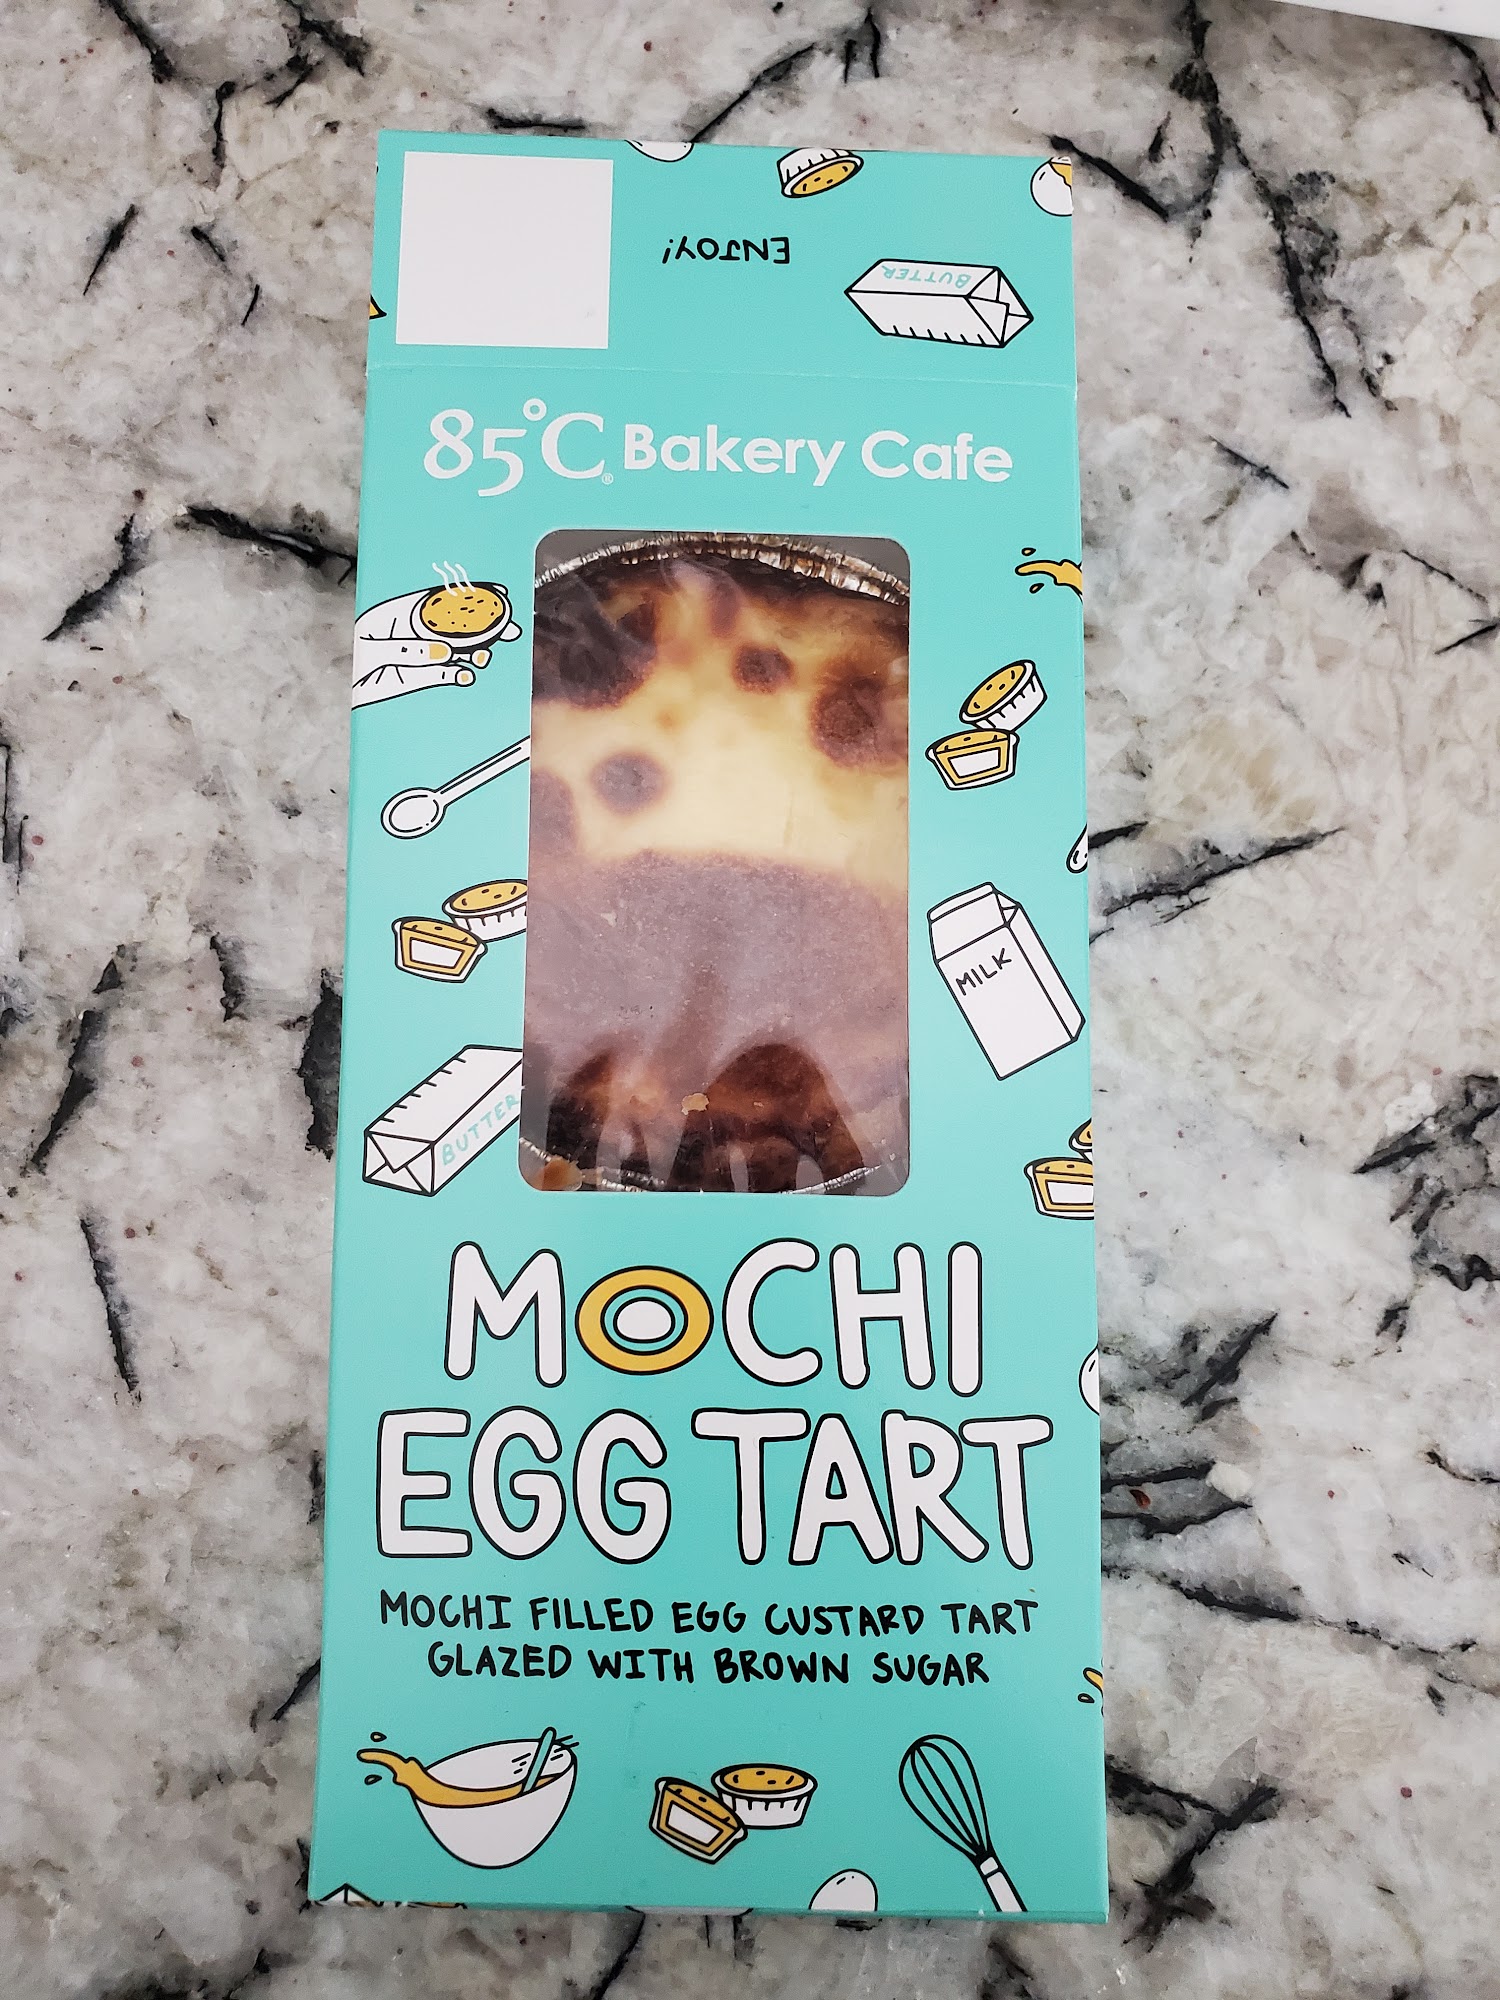 ENJOY!
BUTTER
85°C® Bakery Cafe
MILK
BUTTER
MOCHI
EGG TART
MOCHI FILLED EGG CUSTARD TART
GLAZED WITH BROWN SUGAR